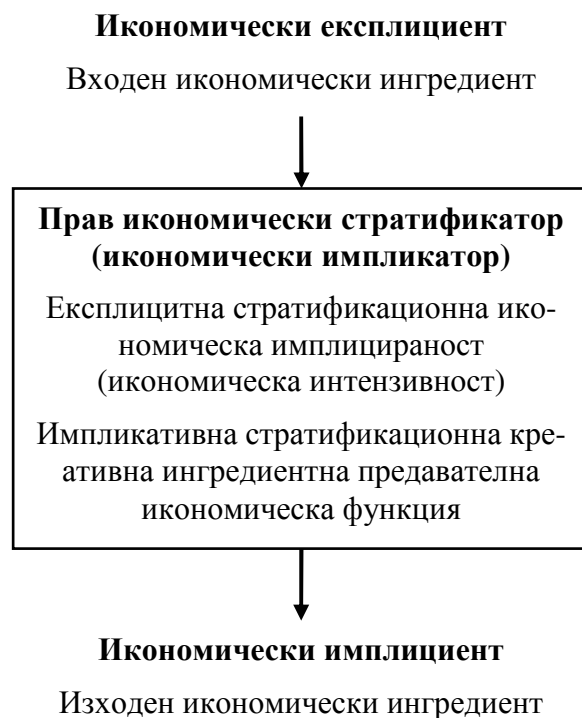 Икономически експлициент
Входен икономически ингредиент
Прав икономически стратификатор
(икономически импликатор)
Експлицитна стратификационна ико-
номическа имплицираност
(икономическа интензивност)
Импликативна стратификационна кре-
ативна ингредиентна предавателна
икономическа функция
Икономически имплициент
Изходен икономически ингредиент